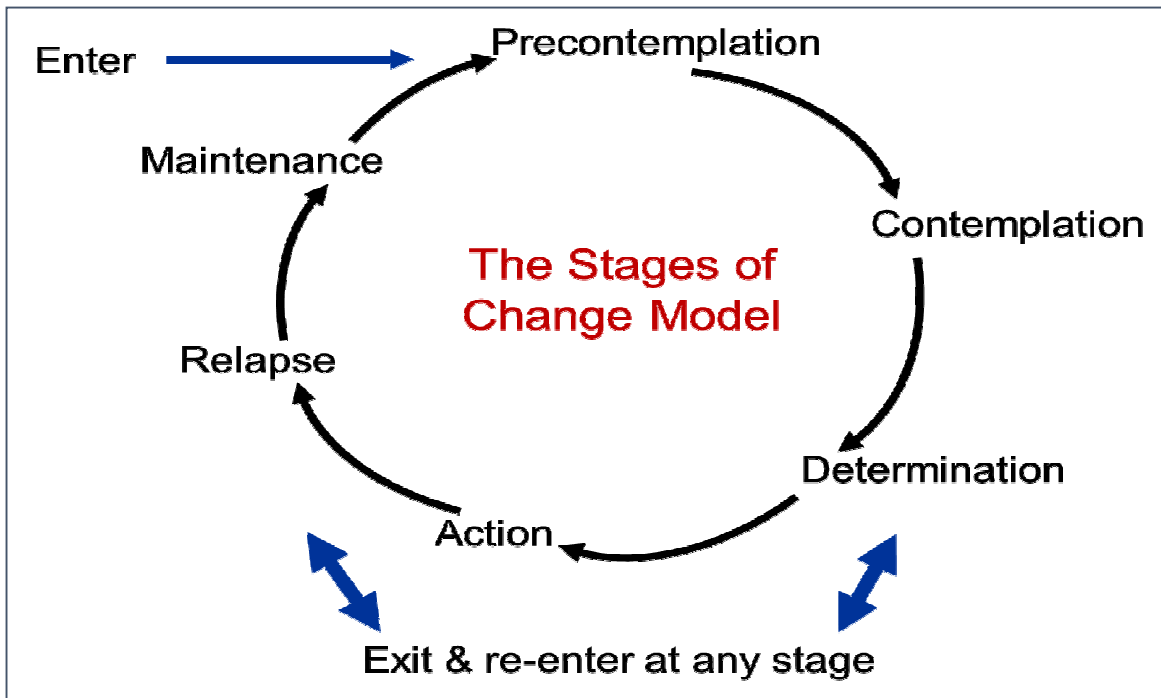 Enter
Precontemplation
Maintenance
Contemplation
The Stages of
Change Model
Relapse
Determination
Action
Exit & re-enter at any stage